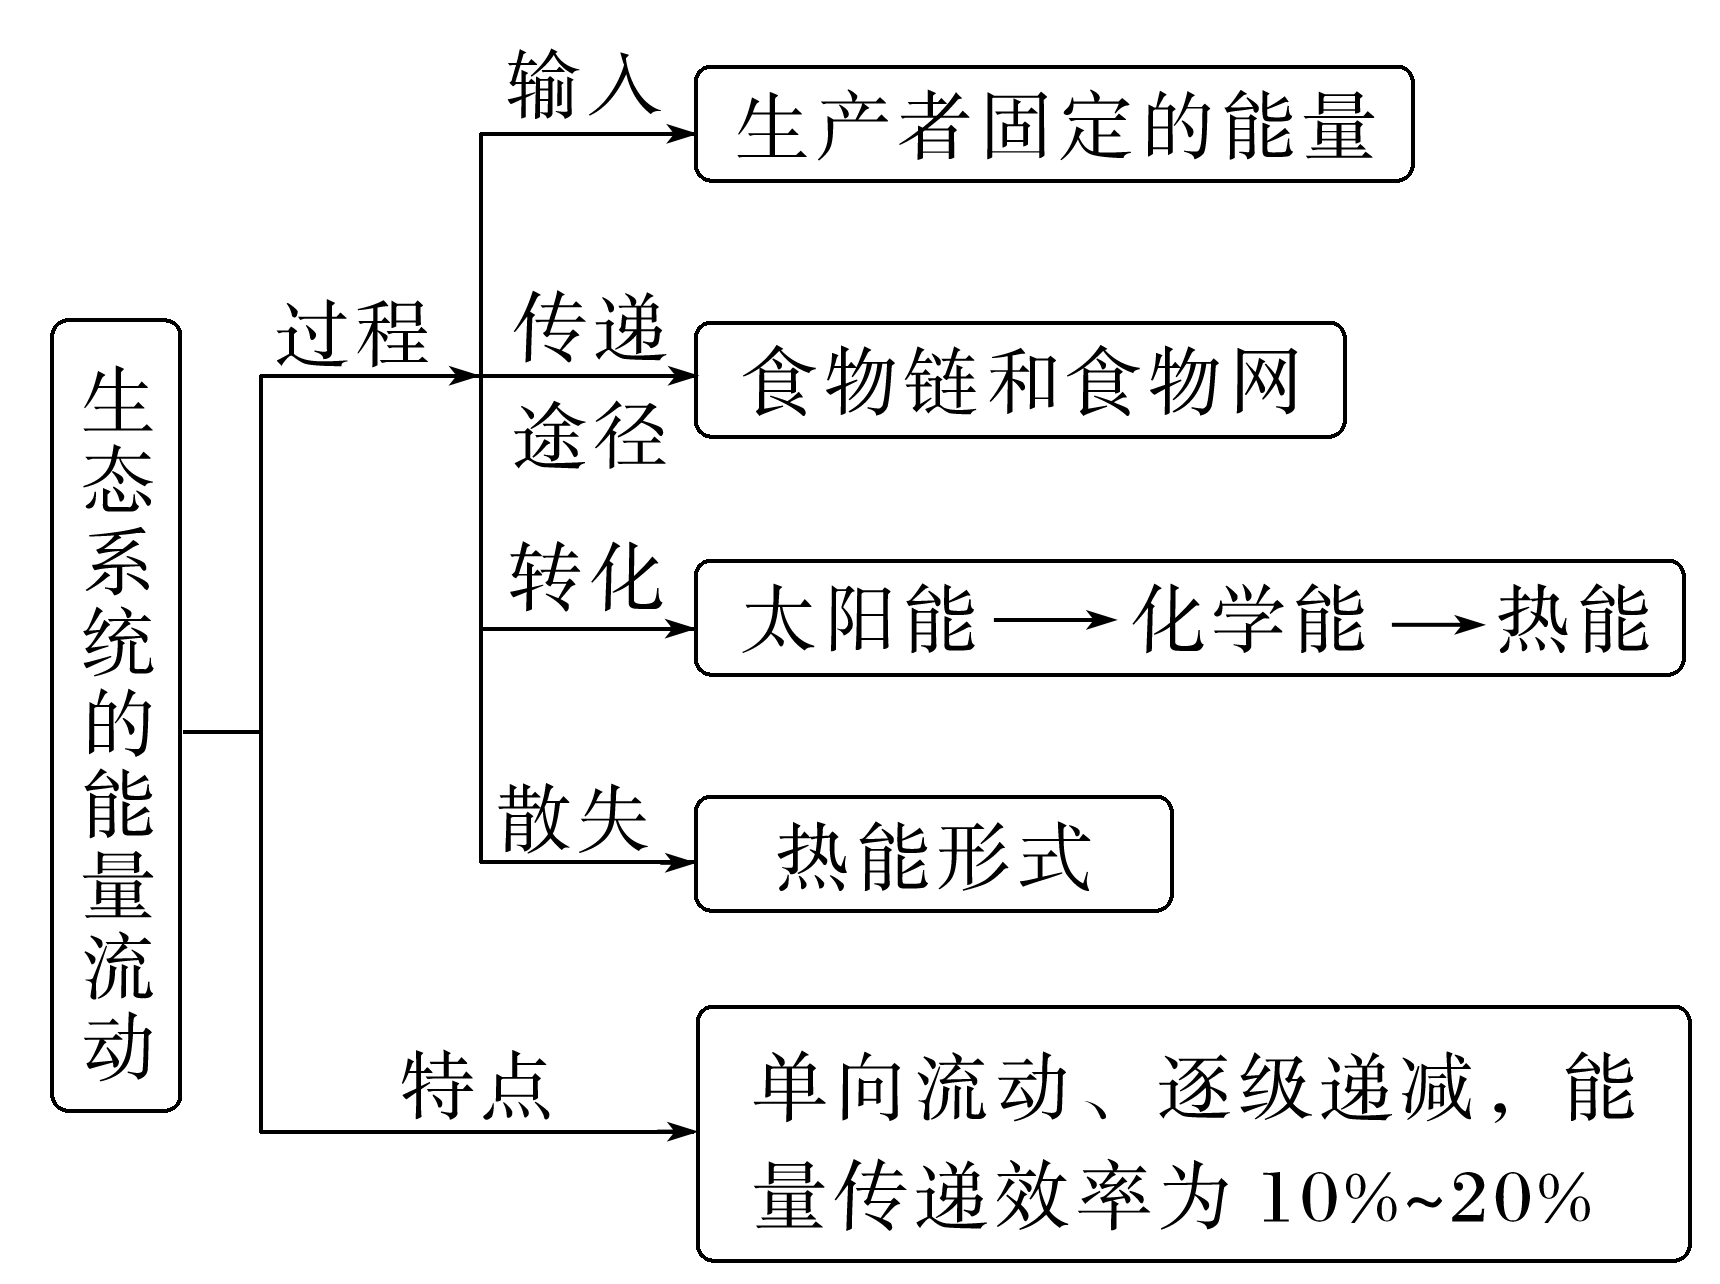 生态系统的能量流动
过程
输入
生产者固定的能量
传递
途径
食物链和食物网
转化
太阳能
化学能
热能
散失
热能形式
特点
单向流动、逐级递减，能
量传递效率为10%~20%